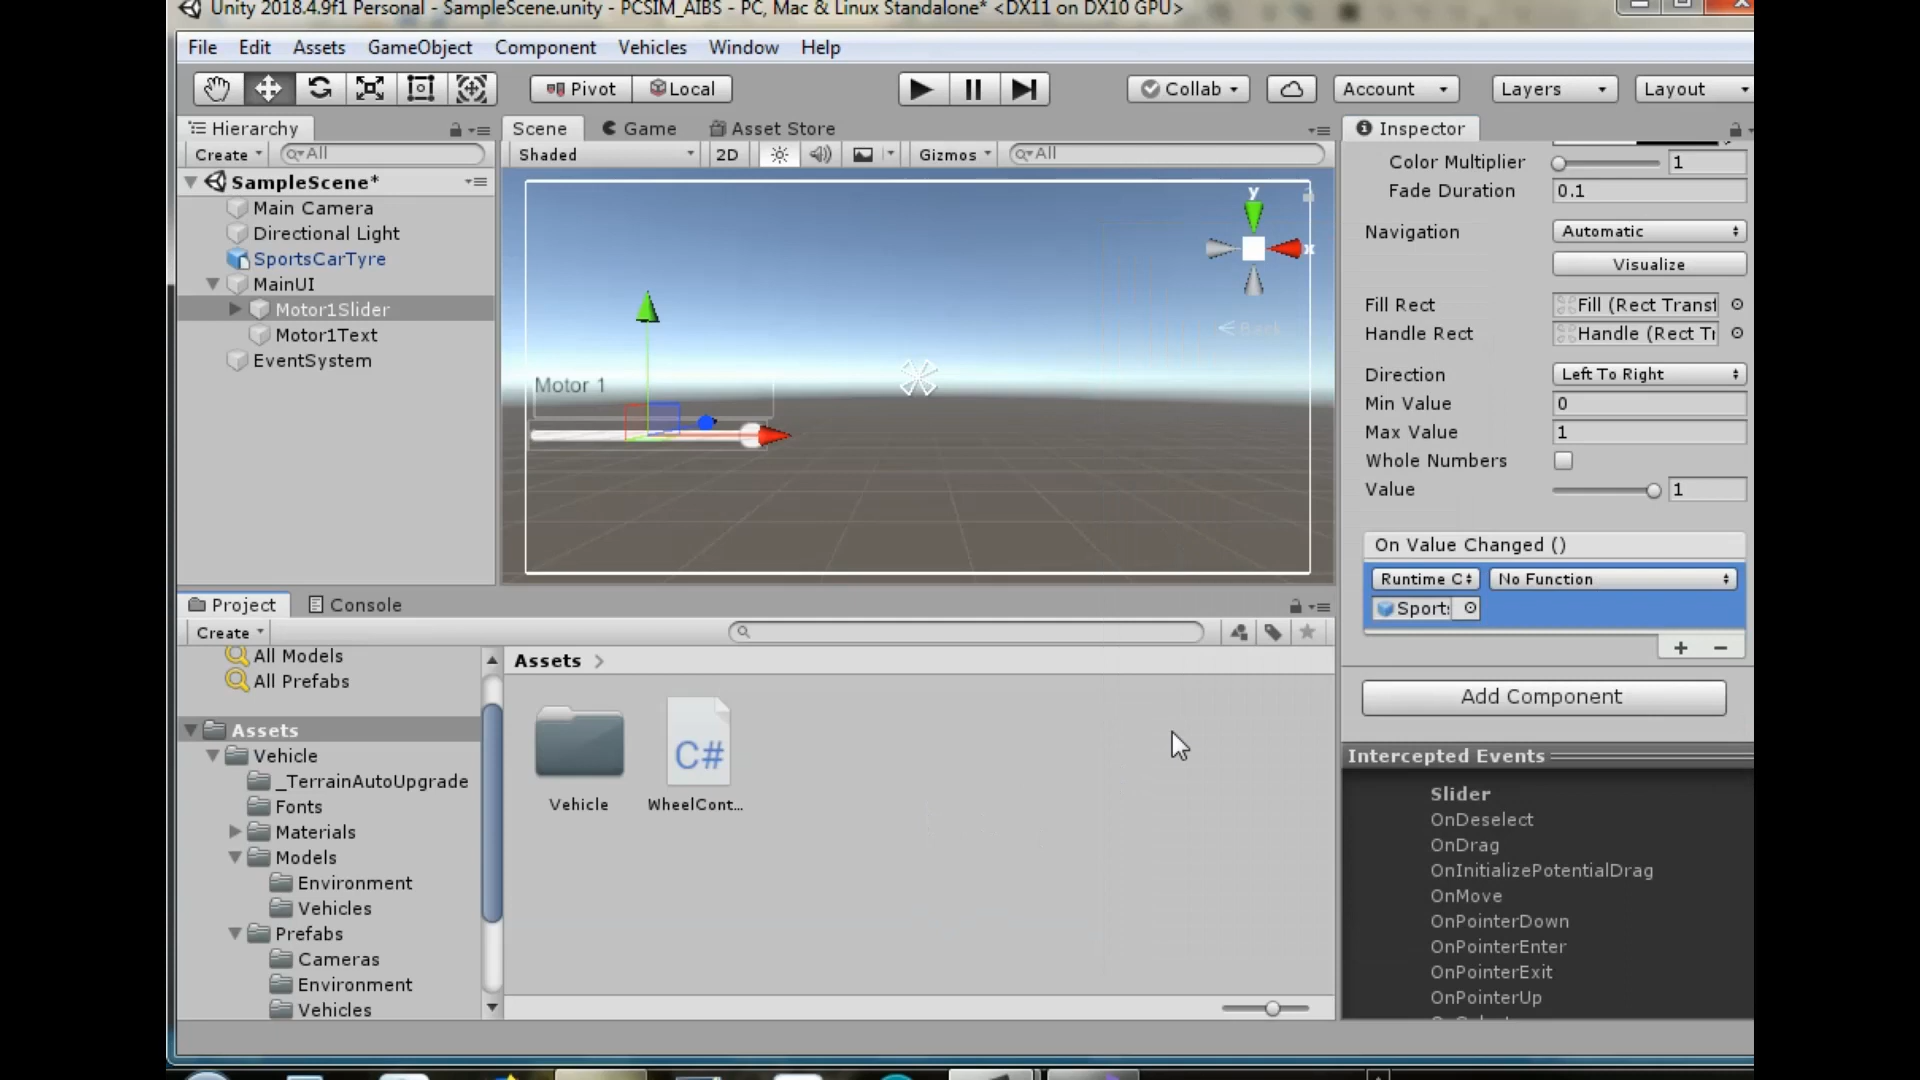 Unity 2018.4.9f1 Personal - SampleScene.unity - PCSIM_AIBS - PC, Mac & Linux Standalone* <DX11 on DX10 GPU>
File Edit Assets GameObject Component Vehicles Window Help
Pivot Local Collab Account Layers Layout
Hierarchy
Create All
SampleScene*
Main Camera
Directional Light
SportsCarTyre
MainUI
Motor1Slider
Motor1Text
EventSystem
Scene Game Asset Store
Shaded 2D Gizmos All
y
x
Back
Motor 1
Inspector
Color Multiplier 1
Fade Duration 0.1
Navigation Automatic
Visualize
Fill Rect Fill (Rect Transf
Handle Rect Handle (Rect Tr
Direction Left To Right
Min Value 0
Max Value 1
Whole Numbers
Value 1
On Value Changed ()
Runtime C No Function
Sports
+ −
Add Component
Intercepted Events
Slider
OnDeselect
OnDrag
OnInitializePotentialDrag
OnMove
OnPointerDown
OnPointerEnter
OnPointerExit
OnPointerUp
Project Console
Create
All Models
All Prefabs
Assets
Vehicle
_TerrainAutoUpgrade
Fonts
Materials
Models
Environment
Vehicles
Prefabs
Cameras
Environment
Vehicles
Assets
C#
Vehicle WheelCont...